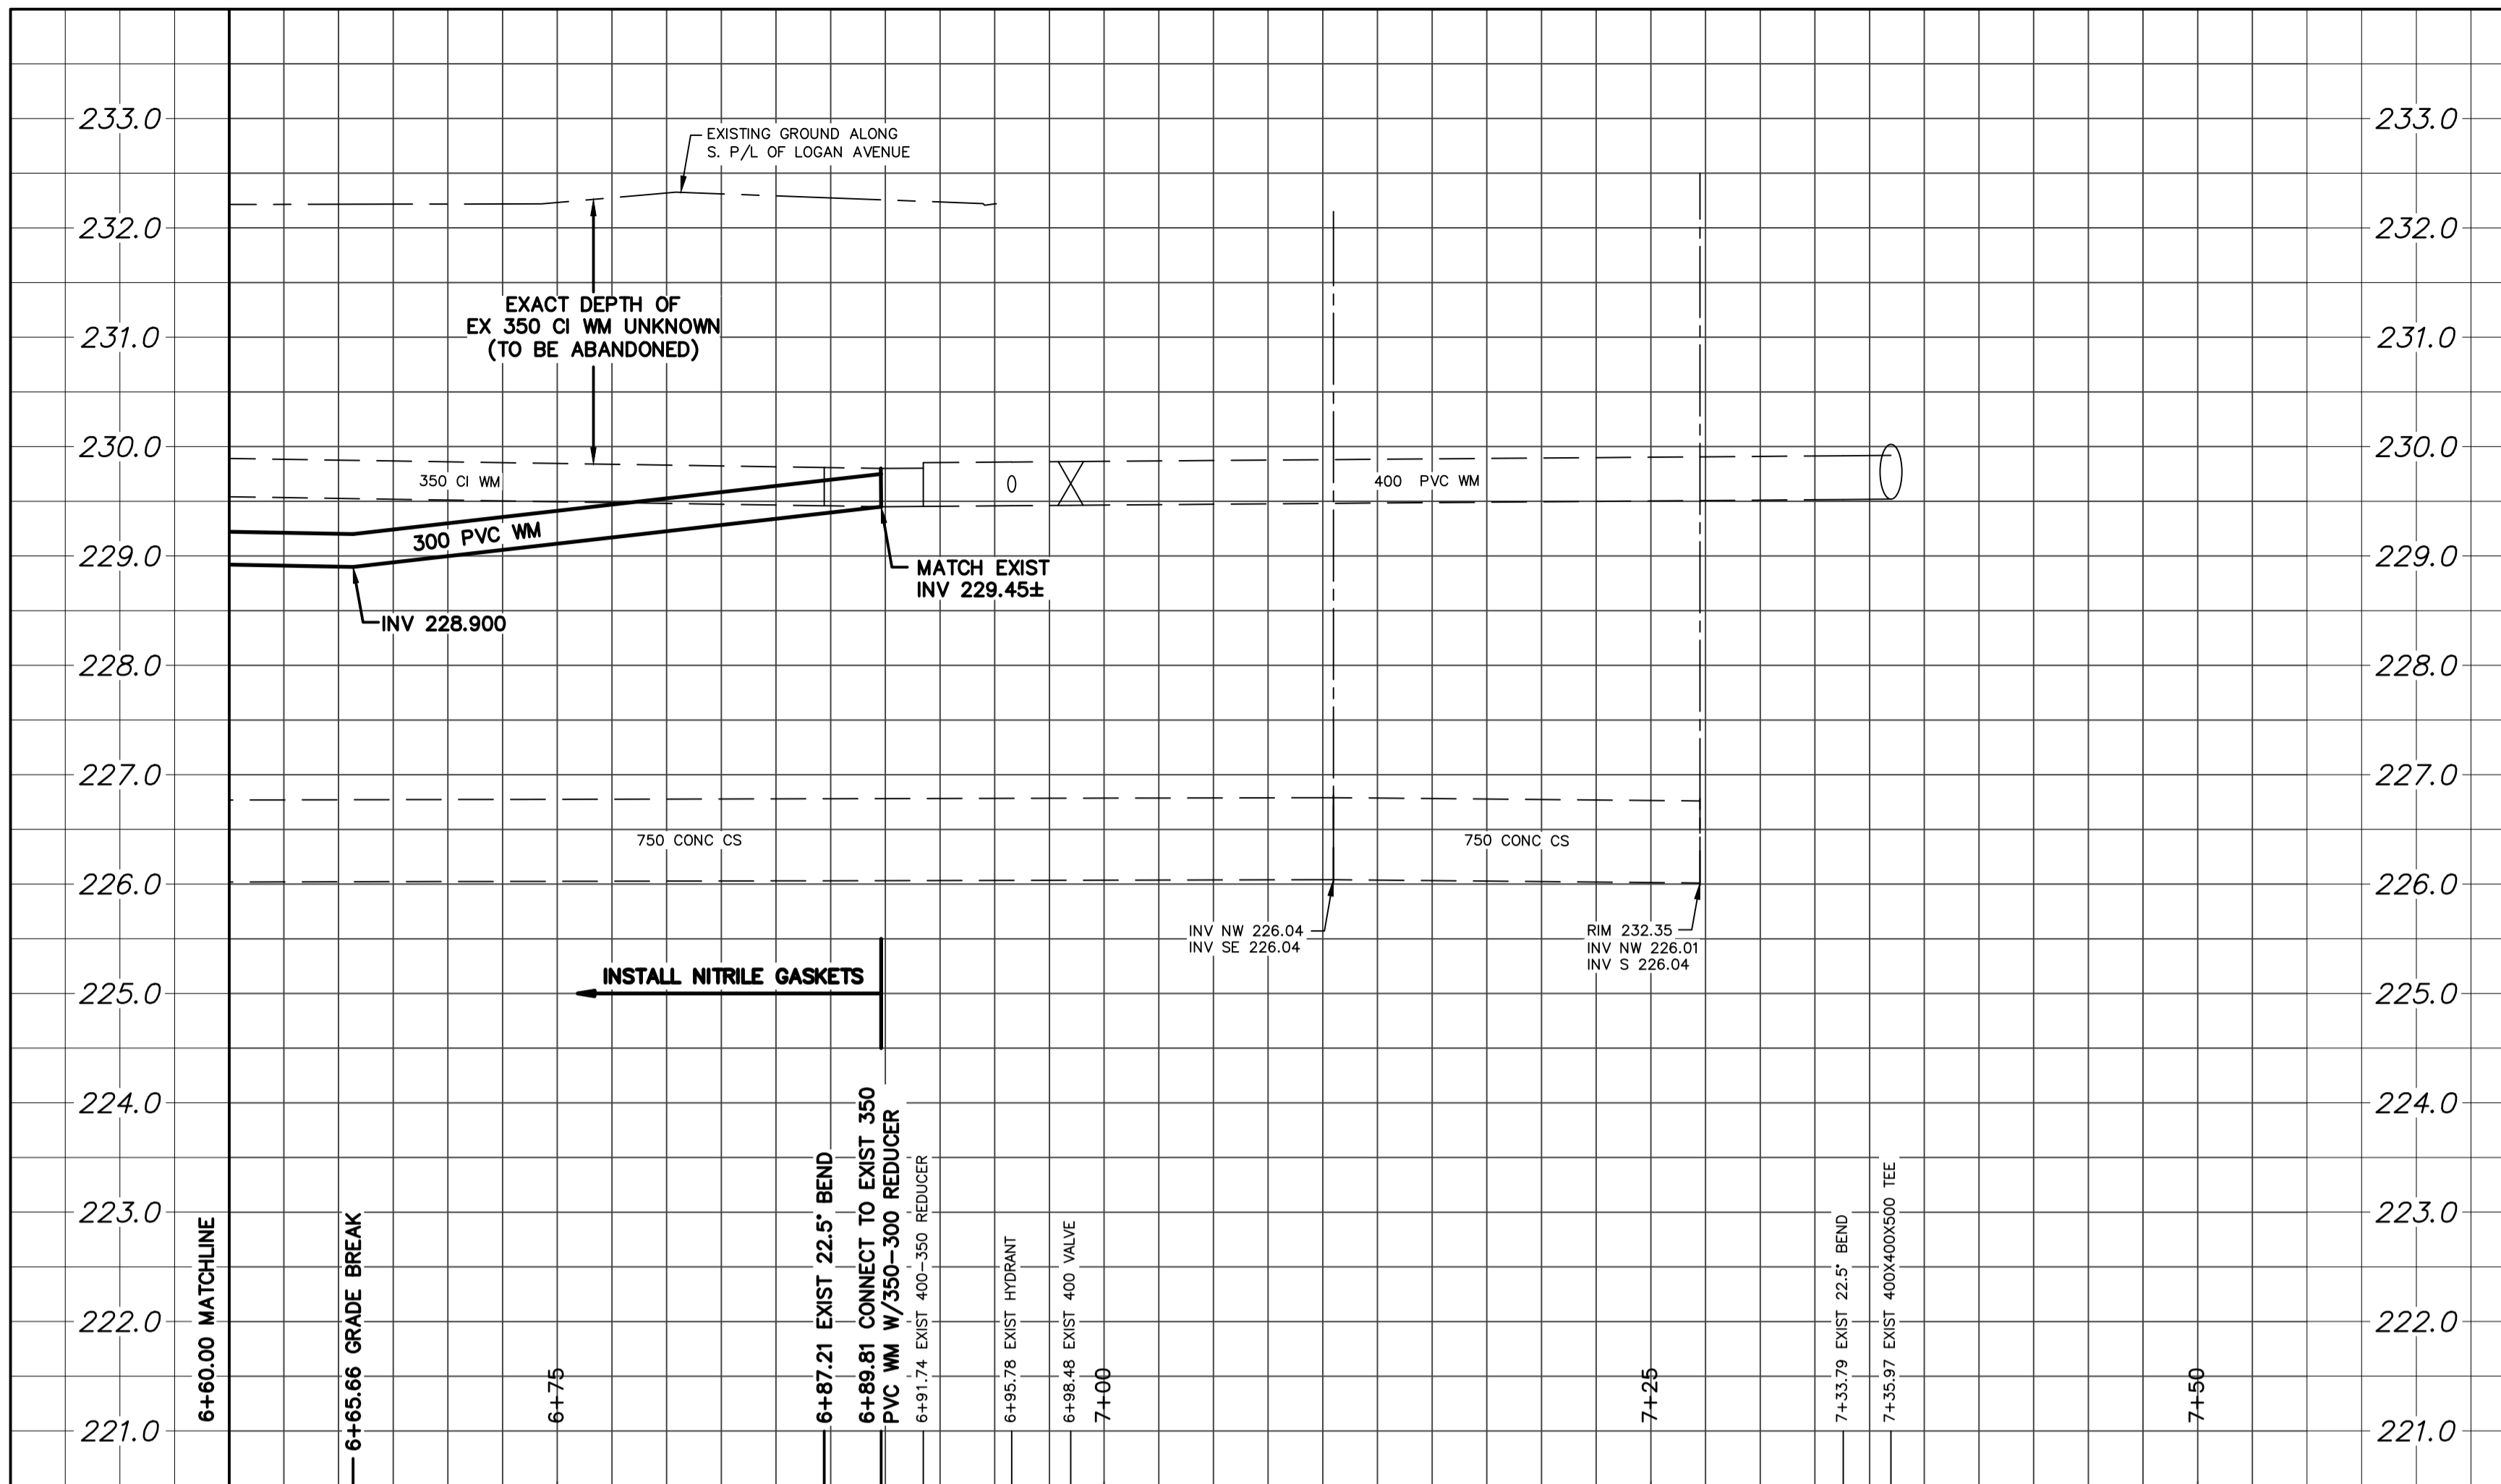 233.0
233.0
EXISTING GROUND ALONG
S. P/L OF LOGAN AVENUE
232.0
232.0
EXACT DEPTH OF
EX 350 CI WM UNKNOWN
(TO BE ABANDONED)
231.0
231.0
230.0
230.0
350 CI WM
400 PVC WM
300 PVC WM
229.0
229.0
MATCH EXIST
INV 229.45±
INV 228.900
228.0
228.0
227.0
227.0
750 CONC CS
750 CONC CS
226.0
226.0
INV NW 226.04
INV SE 226.04
RIM 232.35
INV NW 226.01
INV S 226.04
INSTALL NITRILE GASKETS
225.0
225.0
224.0
224.0
223.0
223.0
222.0
222.0
221.0
221.0
6+60.00 MATCHLINE
6+65.66 GRADE BREAK
6+75
6+87.21 EXIST 22.5° BEND
6+89.81 CONNECT TO EXIST 350
PVC WM W/350-300 REDUCER
6+91.74 EXIST 400-350 REDUCER
6+95.78 EXIST HYDRANT
6+98.48 EXIST 400 VALVE
7+00
7+25
7+33.79 EXIST 22.5° BEND
7+35.97 EXIST 400X400X500 TEE
7+50